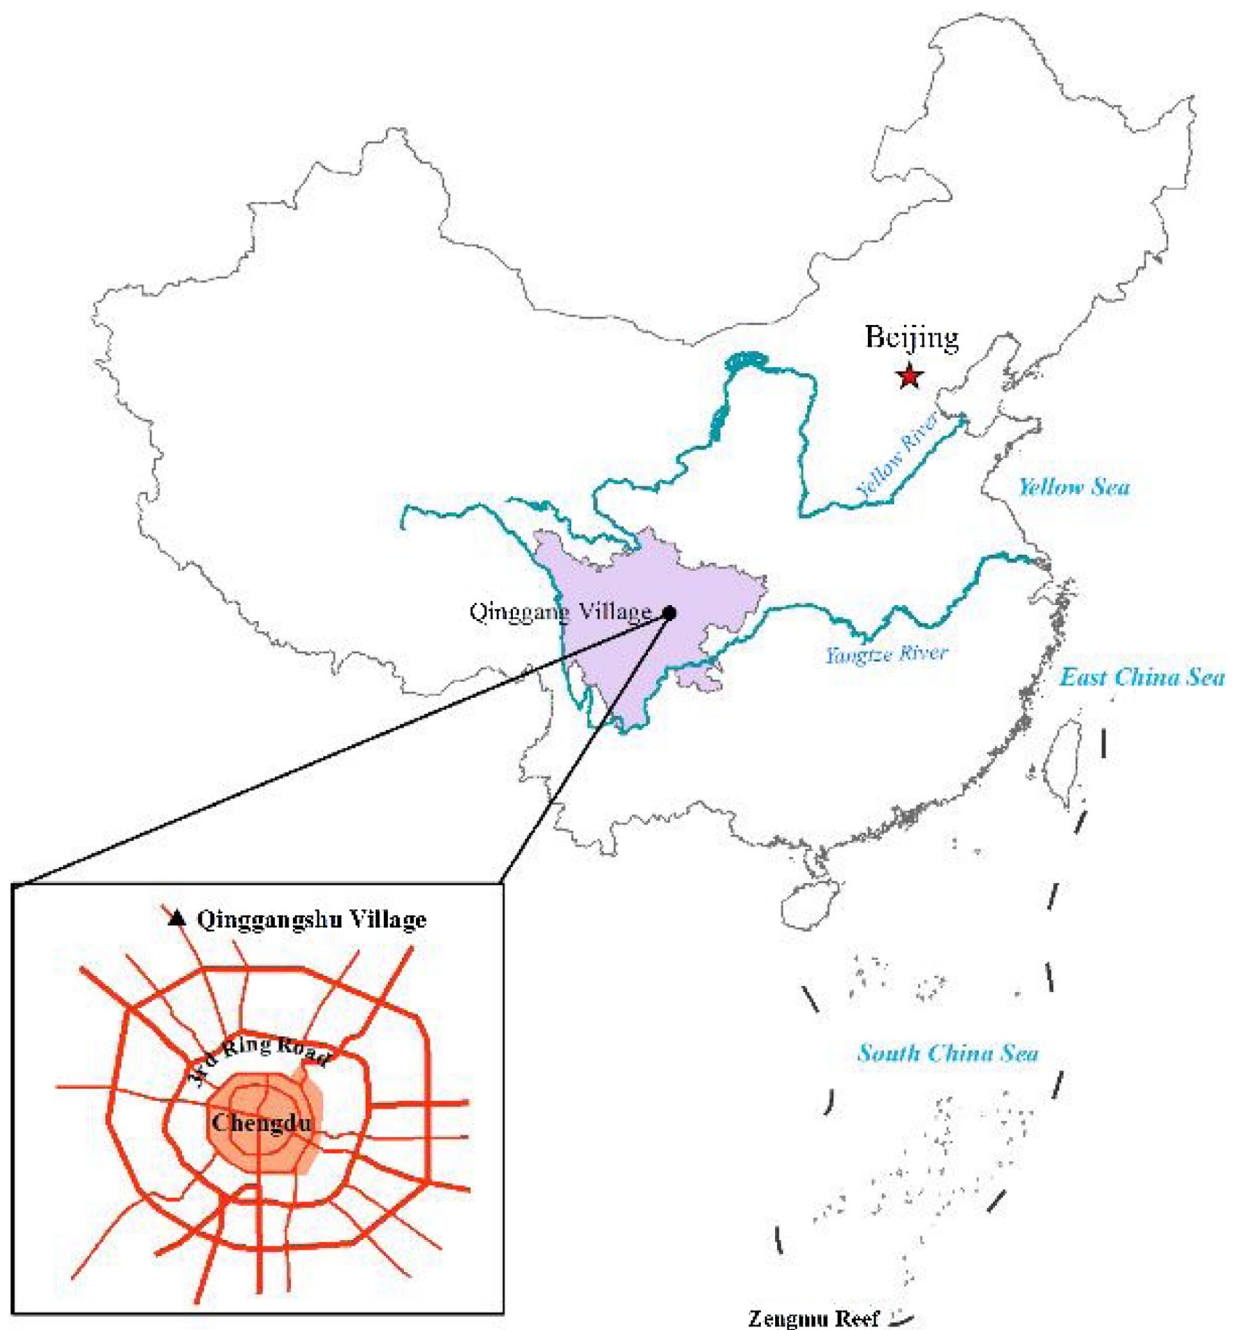 Beijing
Yellow River
Yellow Sea
Qinggang Village
Yangtze River
East China Sea
Qinggangshu Village
3rd Ring Road
Chengdu
South China Sea
Zengmu Reef